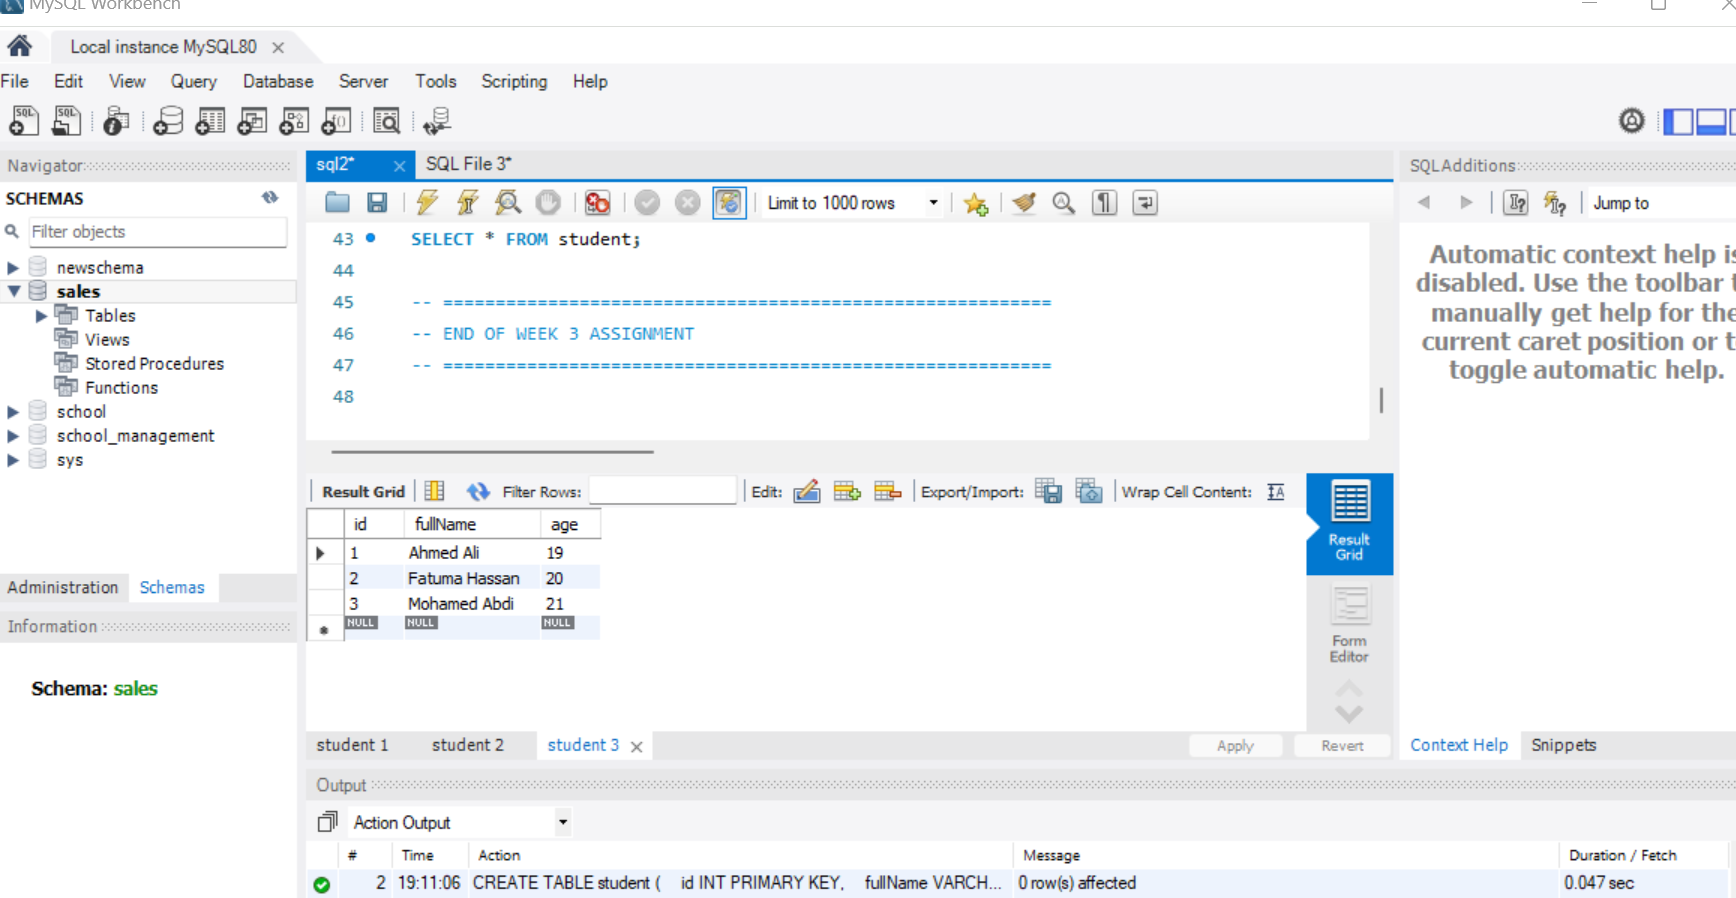 MySQL Workbench
Local instance MySQL80
File Edit View Query Database Server Tools Scripting Help
Navigator
SCHEMAS
Filter objects
newschema
sales
Tables
Views
Stored Procedures
Functions
school
school_management
sys
Administration Schemas
Information
Schema: sales
sql2* SQL File 3*
Limit to 1000 rows
43 SELECT * FROM student;
44
45 -- ===========================================================
46 -- END OF WEEK 3 ASSIGNMENT
47 -- ===========================================================
48
Result Grid Filter Rows: Edit: Export/Import: Wrap Cell Content:
id fullName age
1 Ahmed Ali 19
2 Fatuma Hassan 20
3 Mohamed Abdi 21
NULL NULL NULL
Result
Grid
Form
Editor
student 1 student 2 student 3 Apply Revert
SQLAdditions
Jump to
Automatic context help is
disabled. Use the toolbar t
manually get help for the
current caret position or t
toggle automatic help.
Context Help Snippets
Output
Action Output
# Time Action Message Duration / Fetch
2 19:11:06 CREATE TABLE student ( id INT PRIMARY KEY, fullName VARCH... 0 row(s) affected 0.047 sec